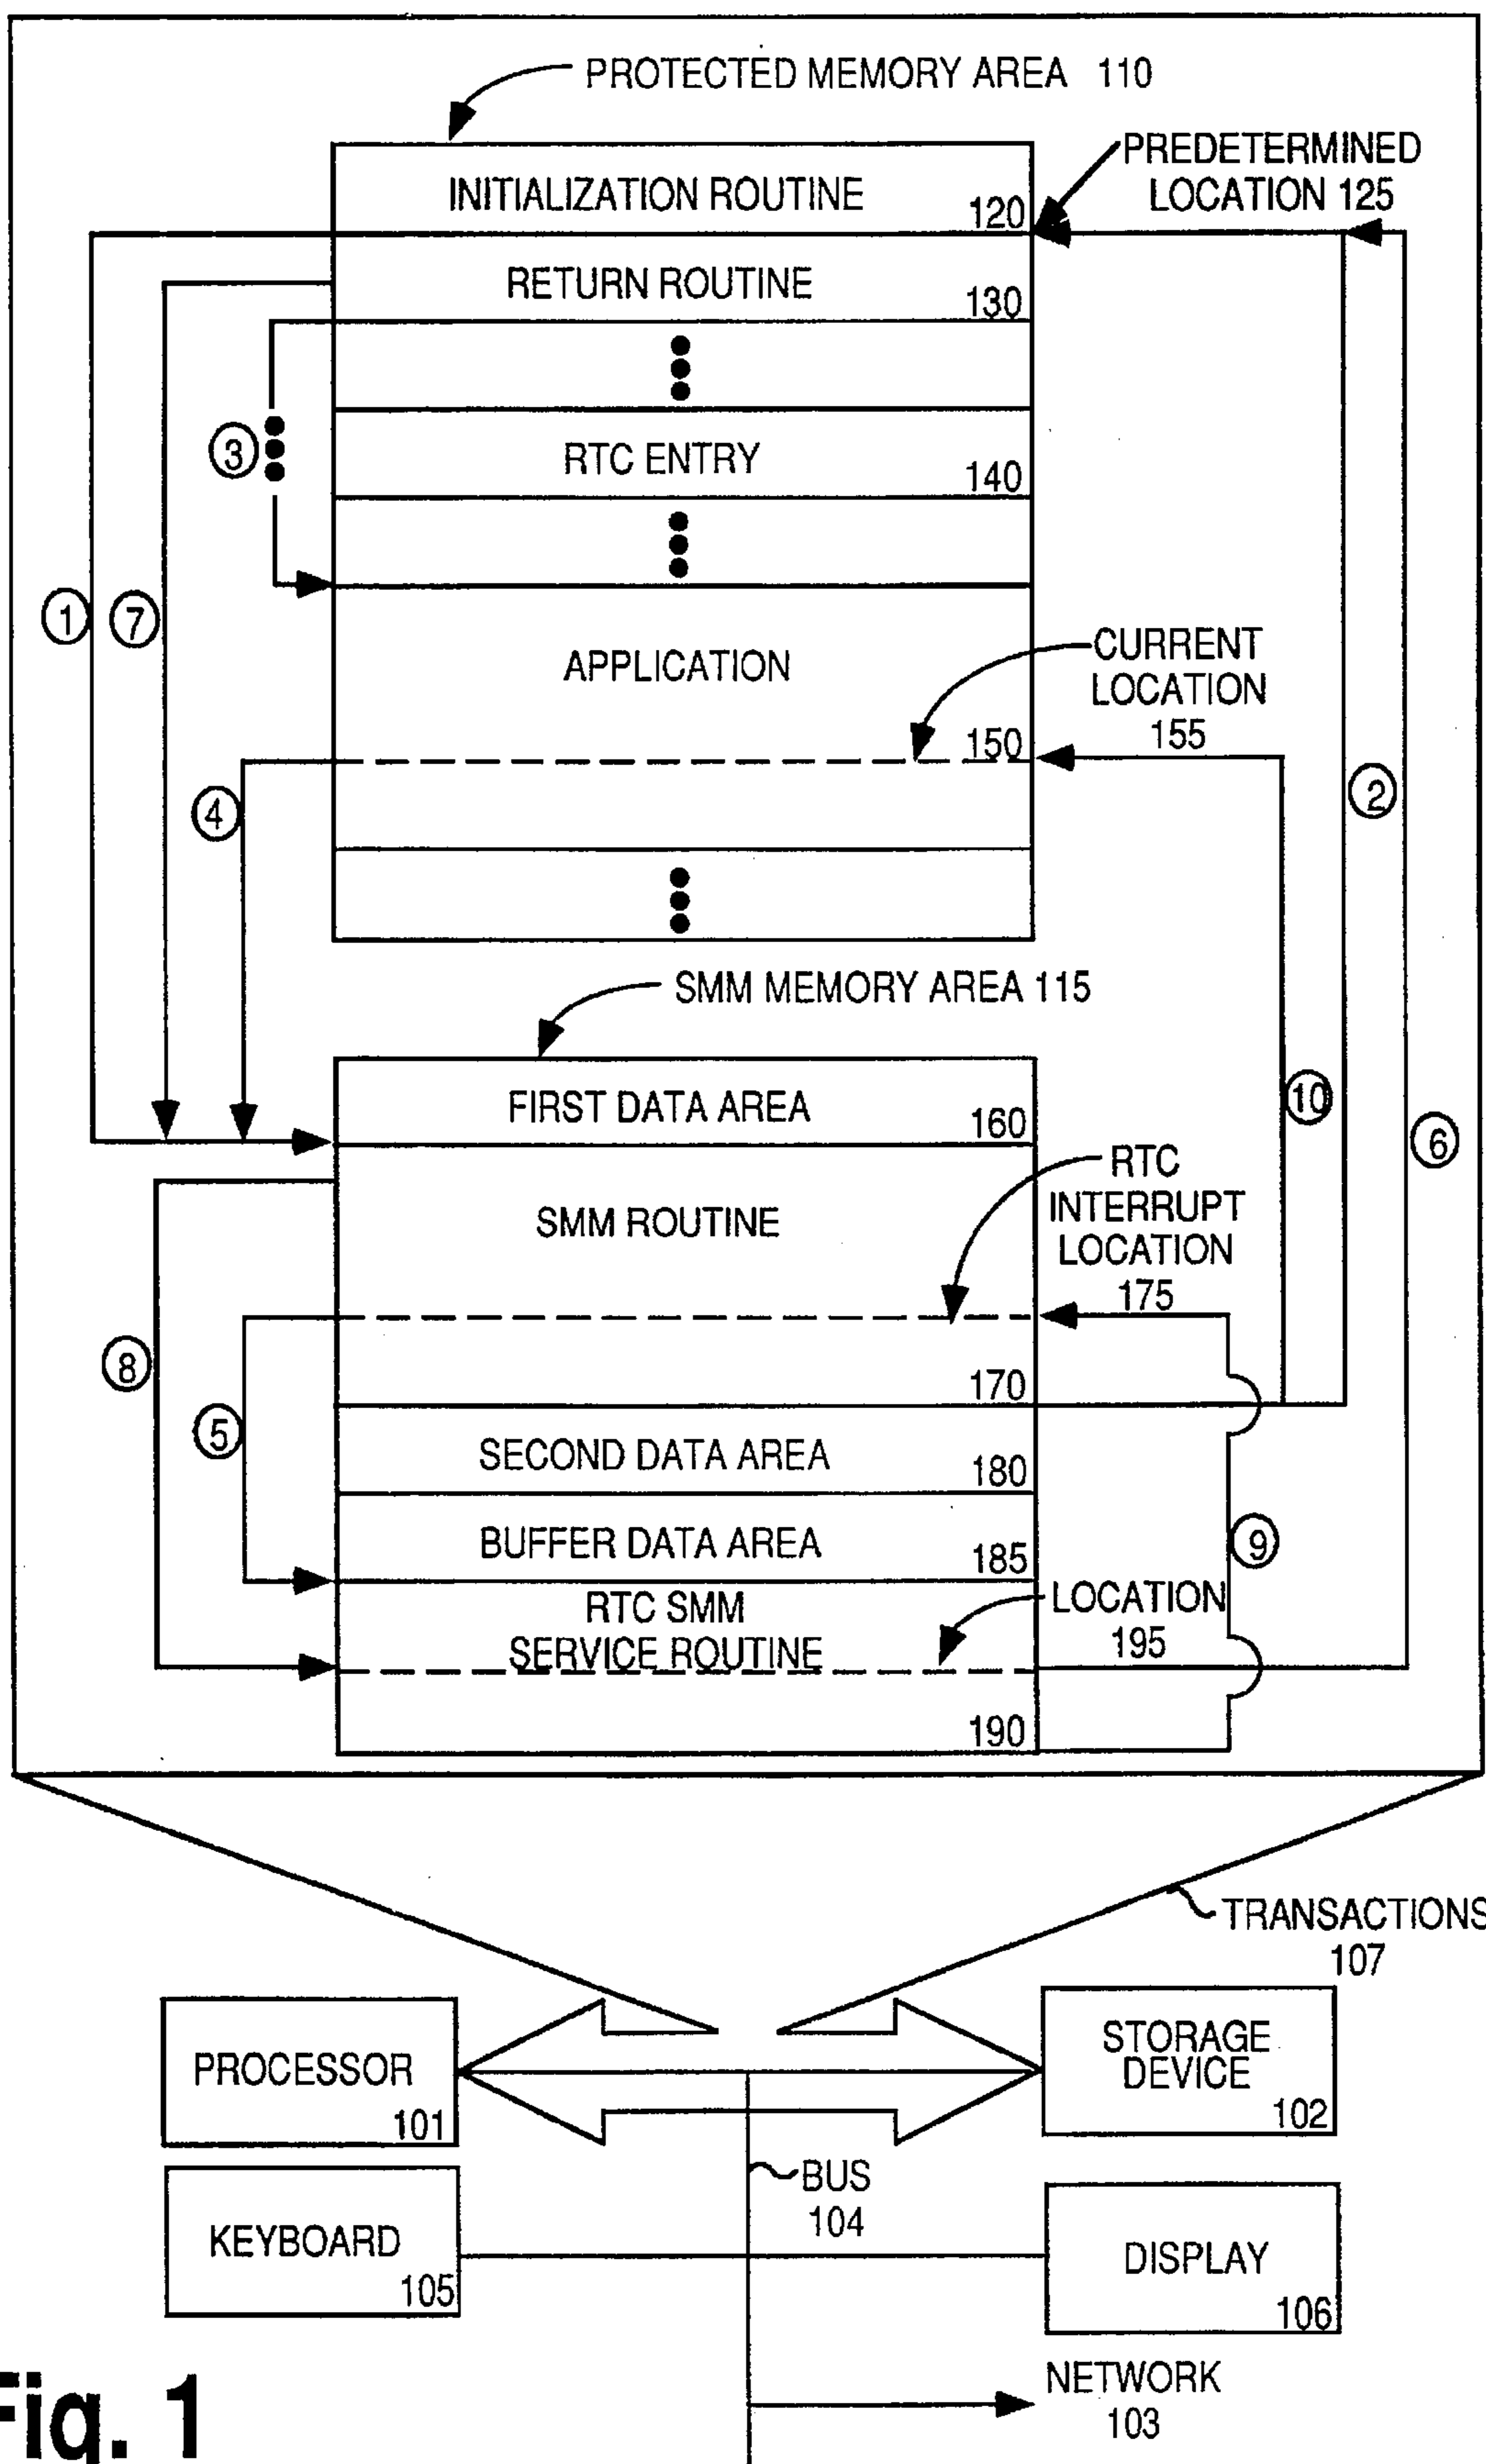 PROTECTED MEMORY AREA 110
PREDETERMINED
LOCATION 125
INITIALIZATION ROUTINE
120
RETURN ROUTINE
130
3
RTC ENTRY
140
1
7
APPLICATION
CURRENT
LOCATION
155
150
4
2
SMM MEMORY AREA 115
FIRST DATA AREA
160
10
6
RTC
INTERRUPT
LOCATION
175
SMM ROUTINE
8
170
5
SECOND DATA AREA
180
BUFFER DATA AREA
185
9
RTC SMM
SERVICE ROUTINE
LOCATION
195
190
TRANSACTIONS
107
PROCESSOR
101
STORAGE
DEVICE
102
BUS
104
KEYBOARD
105
DISPLAY
106
NETWORK
103
Fig. 1